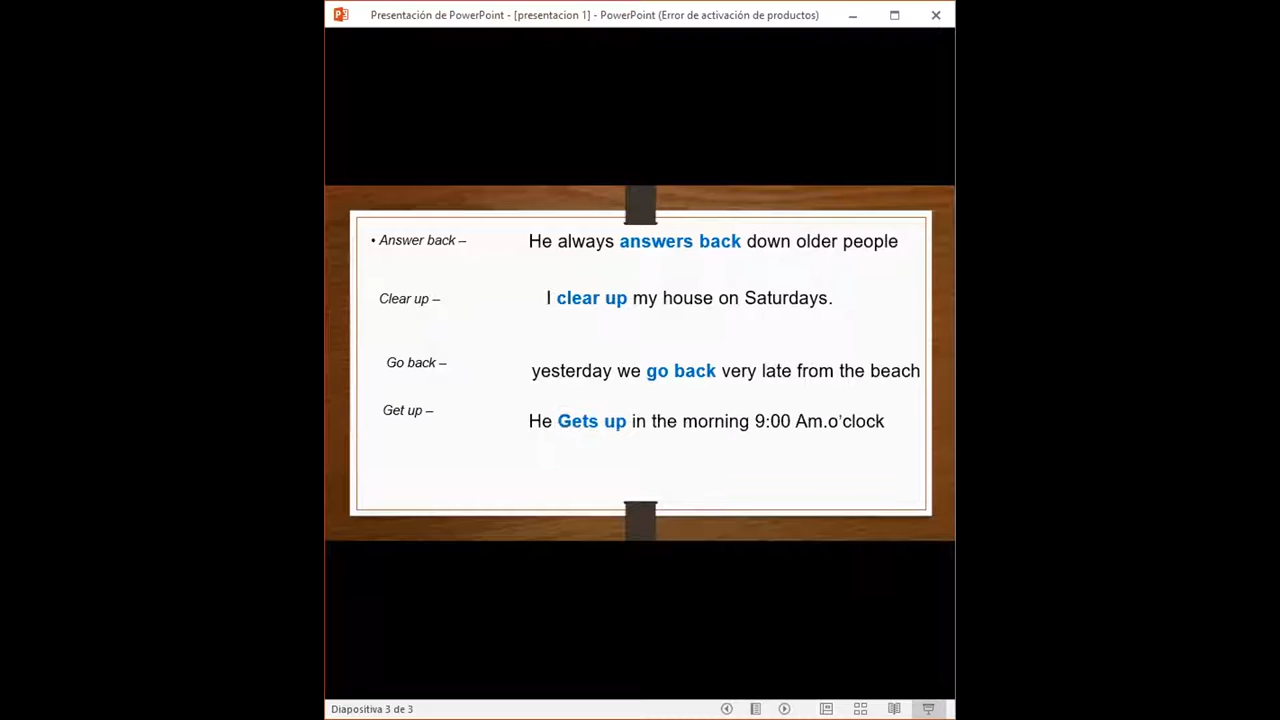 Presentación de PowerPoint - [presentacion 1] - PowerPoint (Error de activación de productos)
• Answer back – He always answers back down older people
Clear up – I clear up my house on Saturdays.
Go back – yesterday we go back very late from the beach
Get up – He Gets up in the morning 9:00 Am.o'clock
Diapositiva 3 de 3